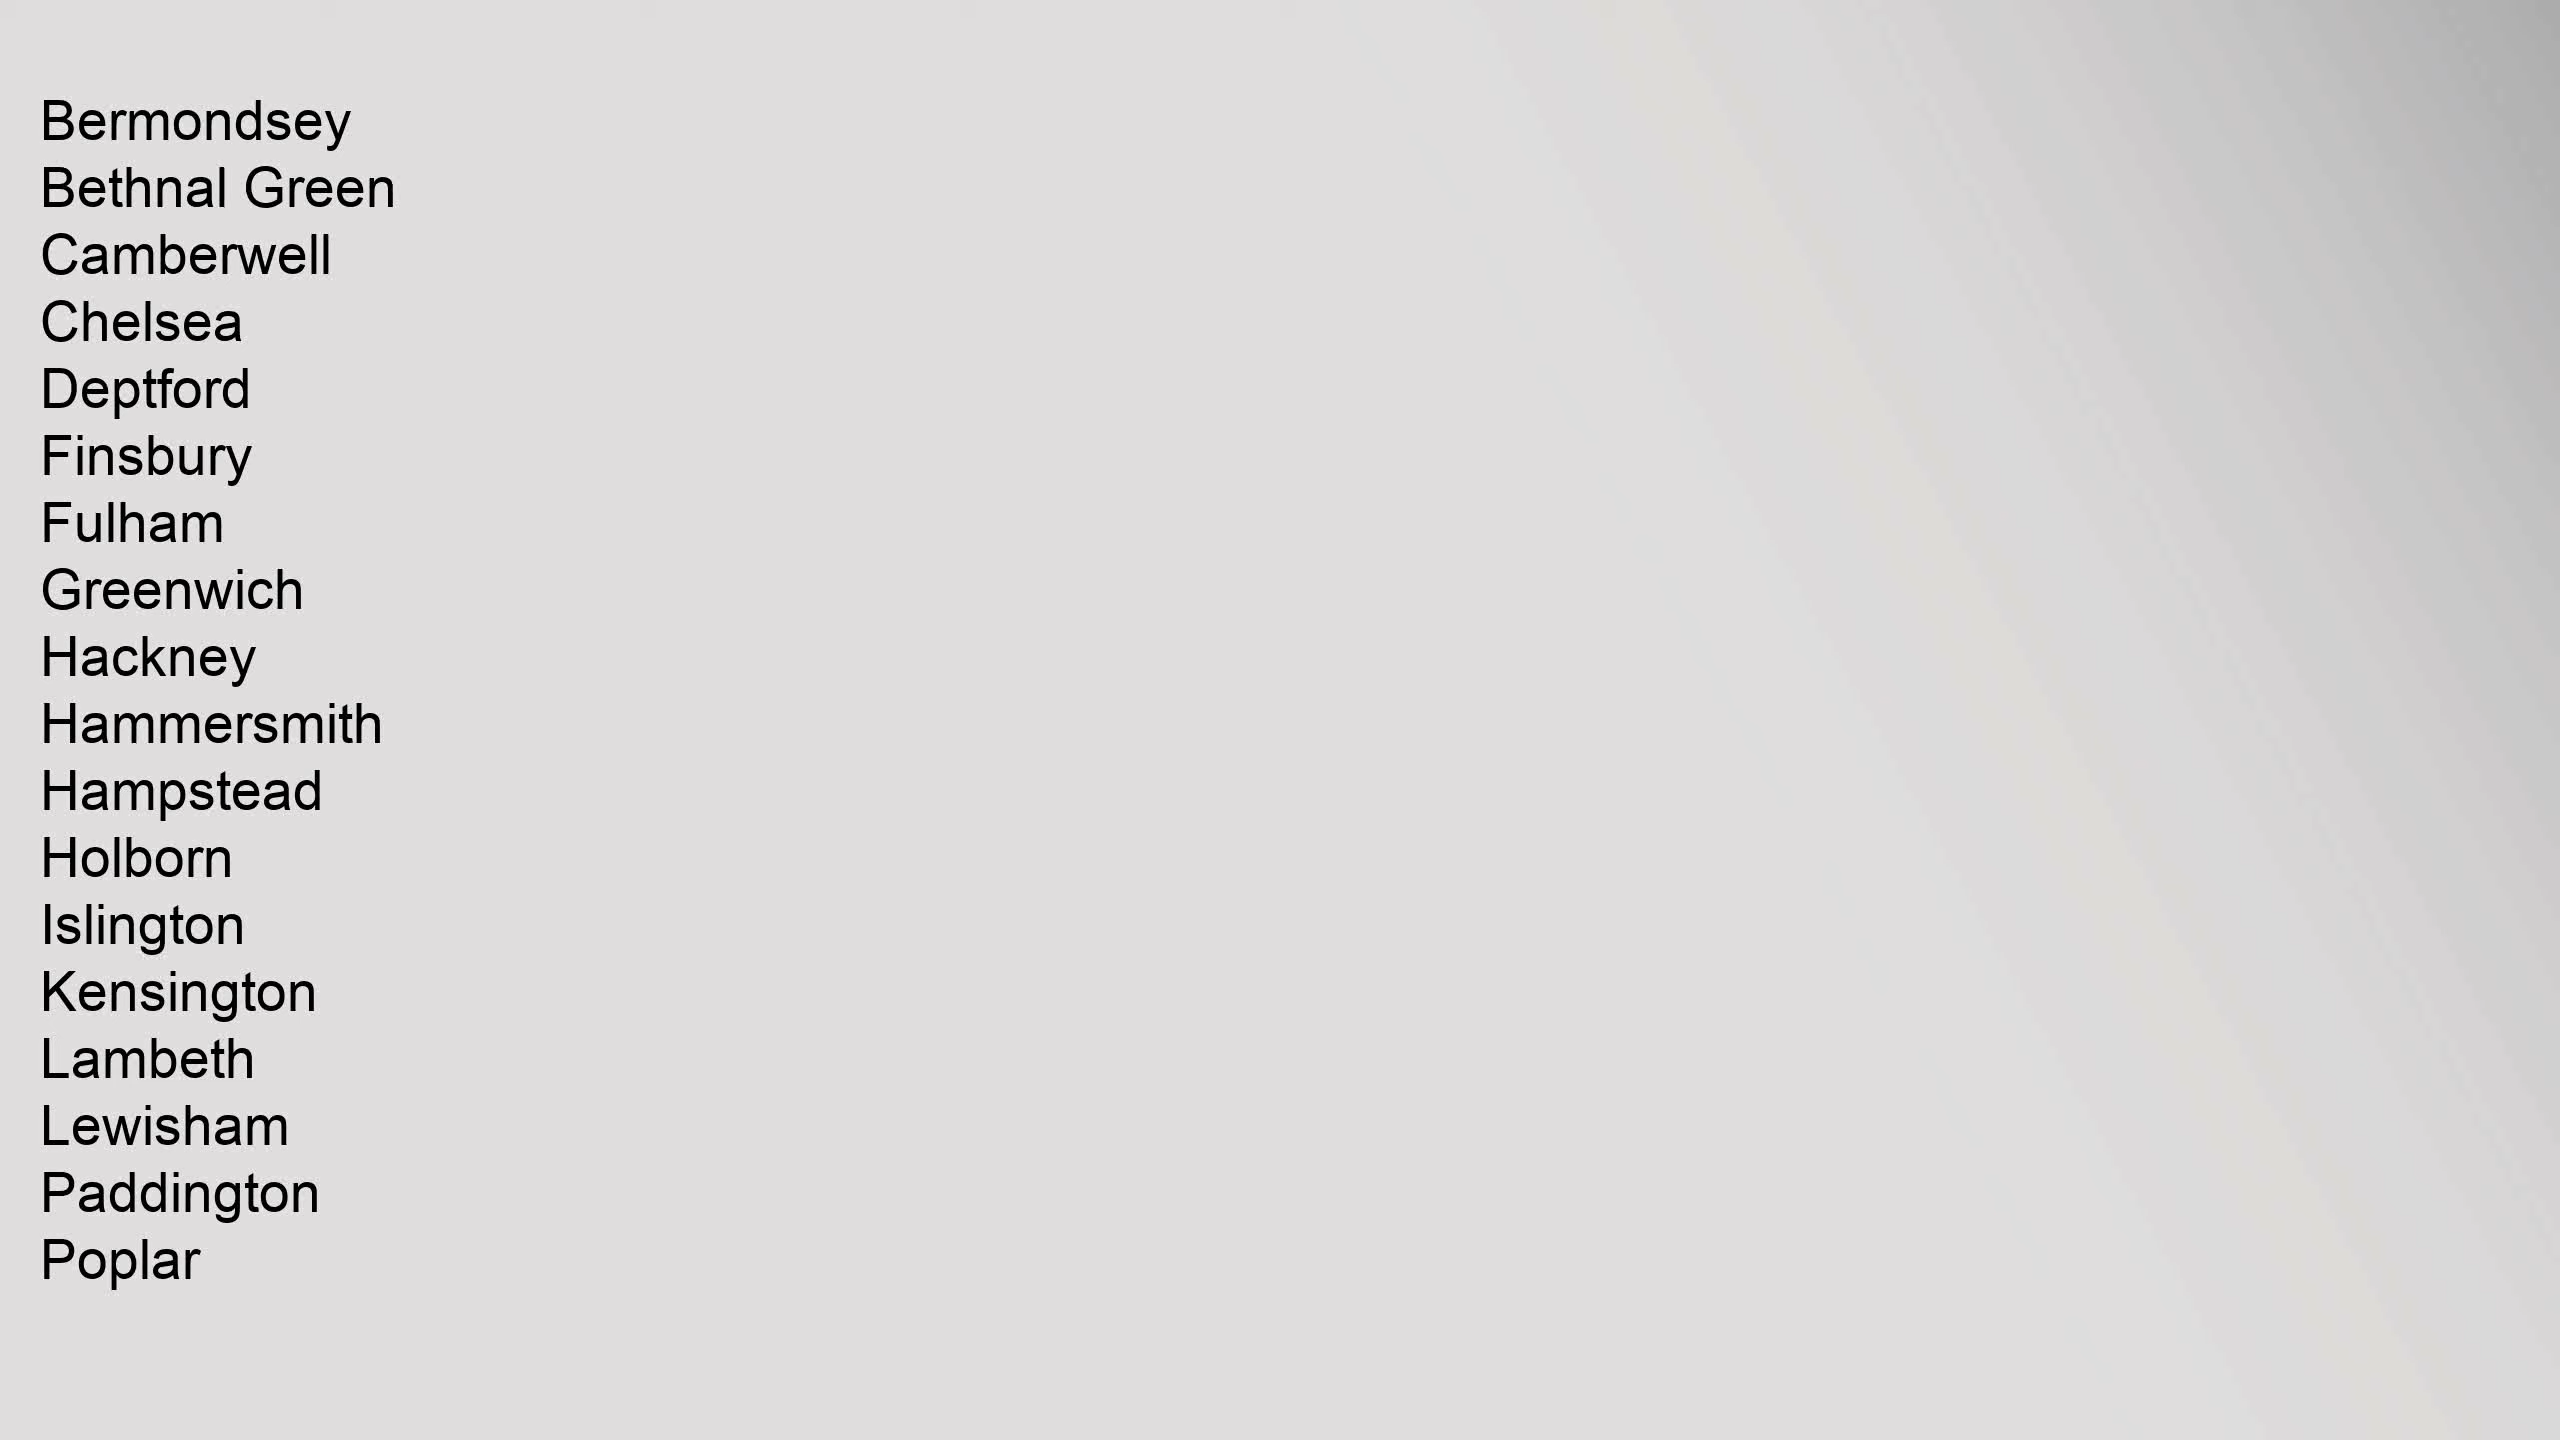 Bermondsey
Bethnal Green
Camberwell
Chelsea
Deptford
Finsbury
Fulham
Greenwich
Hackney
Hammersmith
Hampstead
Holborn
Islington
Kensington
Lambeth
Lewisham
Paddington
Poplar